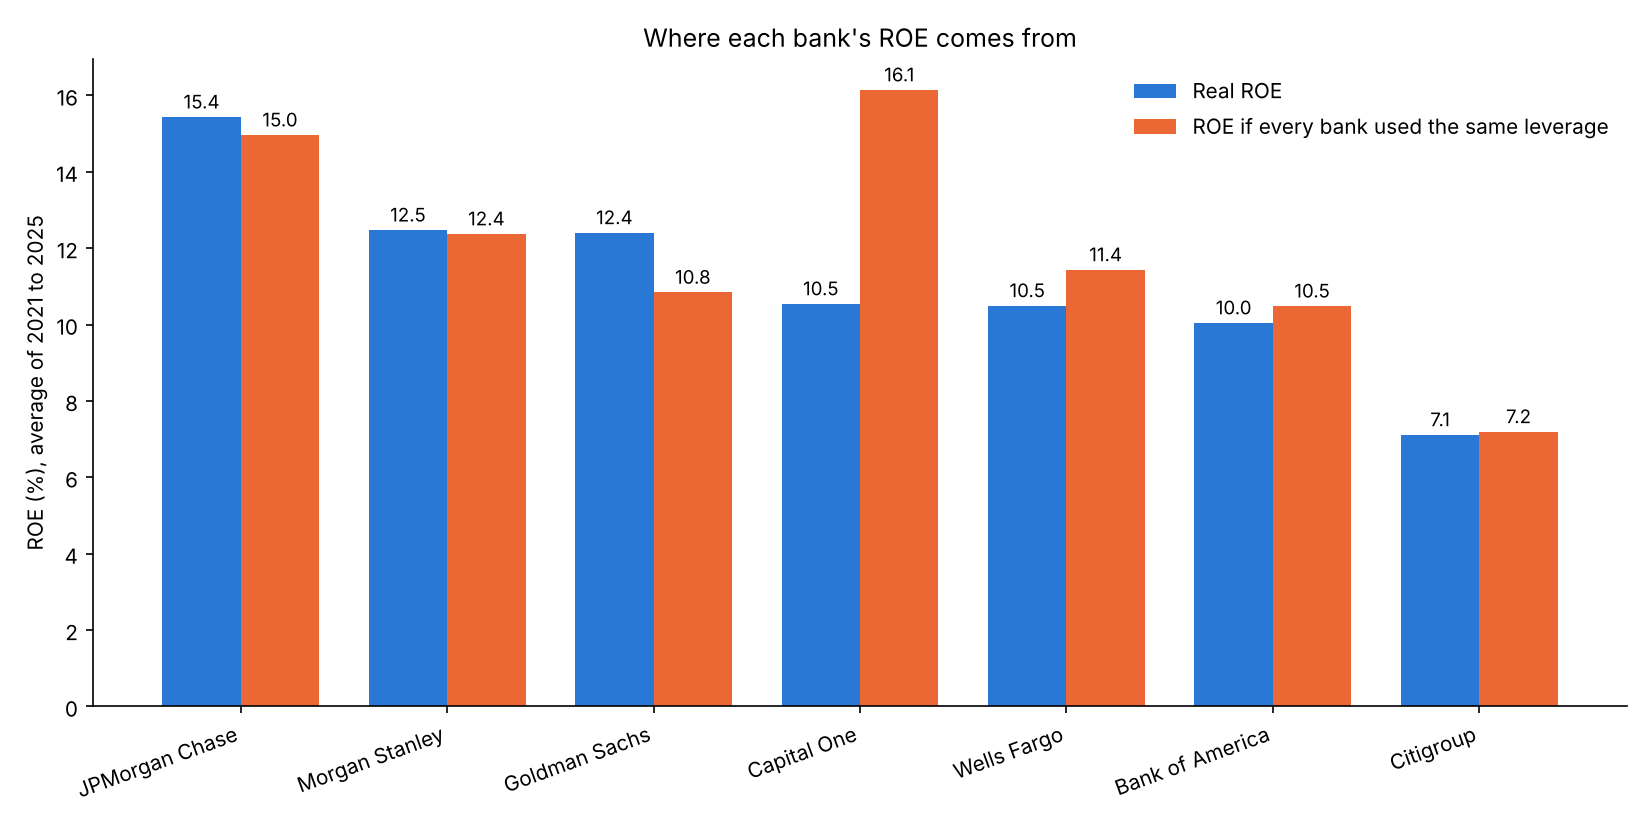 Where each bank's ROE comes from
Real ROE
ROE if every bank used the same leverage
ROE (%), average of 2021 to 2025
16
14
12
10
8
6
4
2
0
15.4
15.0
12.5
12.4
12.4
10.8
10.5
16.1
10.5
11.4
10.0
10.5
7.1
7.2
JPMorgan Chase
Morgan Stanley
Goldman Sachs
Capital One
Wells Fargo
Bank of America
Citigroup